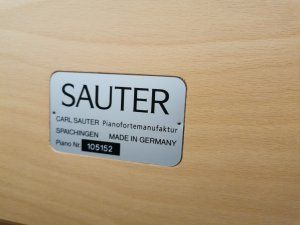 SAUTER
CARL SAUTER Pianofortemanufaktur
SPAICHINGEN MADE IN GERMANY
Piano Nr. 105152